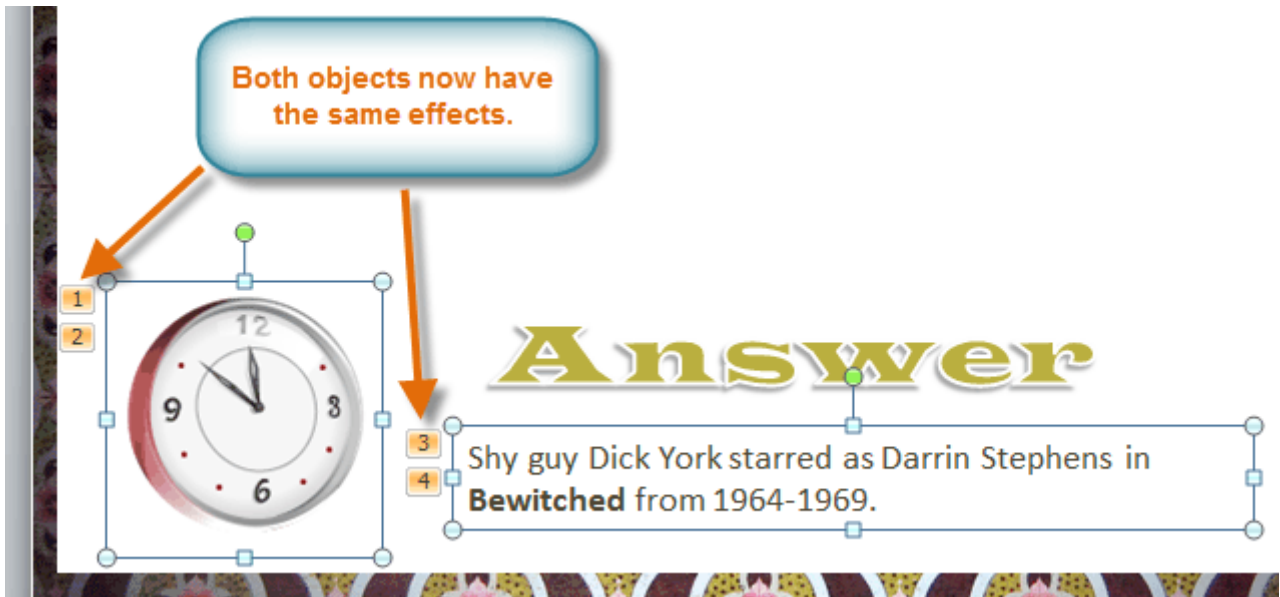 Both objects now have
the same effects.
1
2
12
9
3
6
Answer
3
4
Shy guy Dick York starred as Darrin Stephens in
Bewitched from 1964-1969.